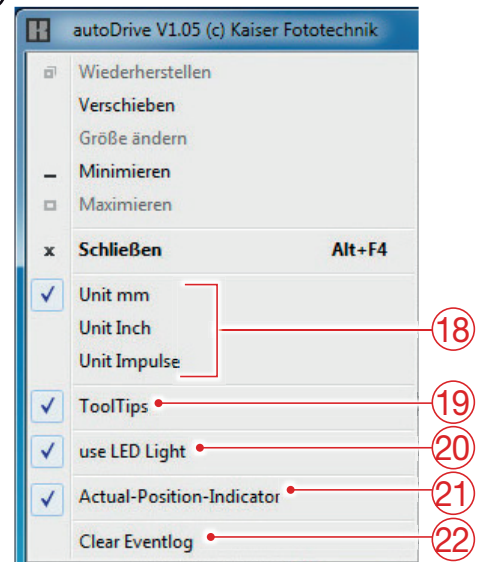 autoDrive V1.05 (c) Kaiser Fototechnik
Wiederherstellen
Verschieben
Größe ändern
Minimieren
Maximieren
Schließen Alt+F4
Unit mm
Unit Inch 18
Unit Impulse
ToolTips 19
use LED Light 20
Actual-Position-Indicator 21
Clear Eventlog 22